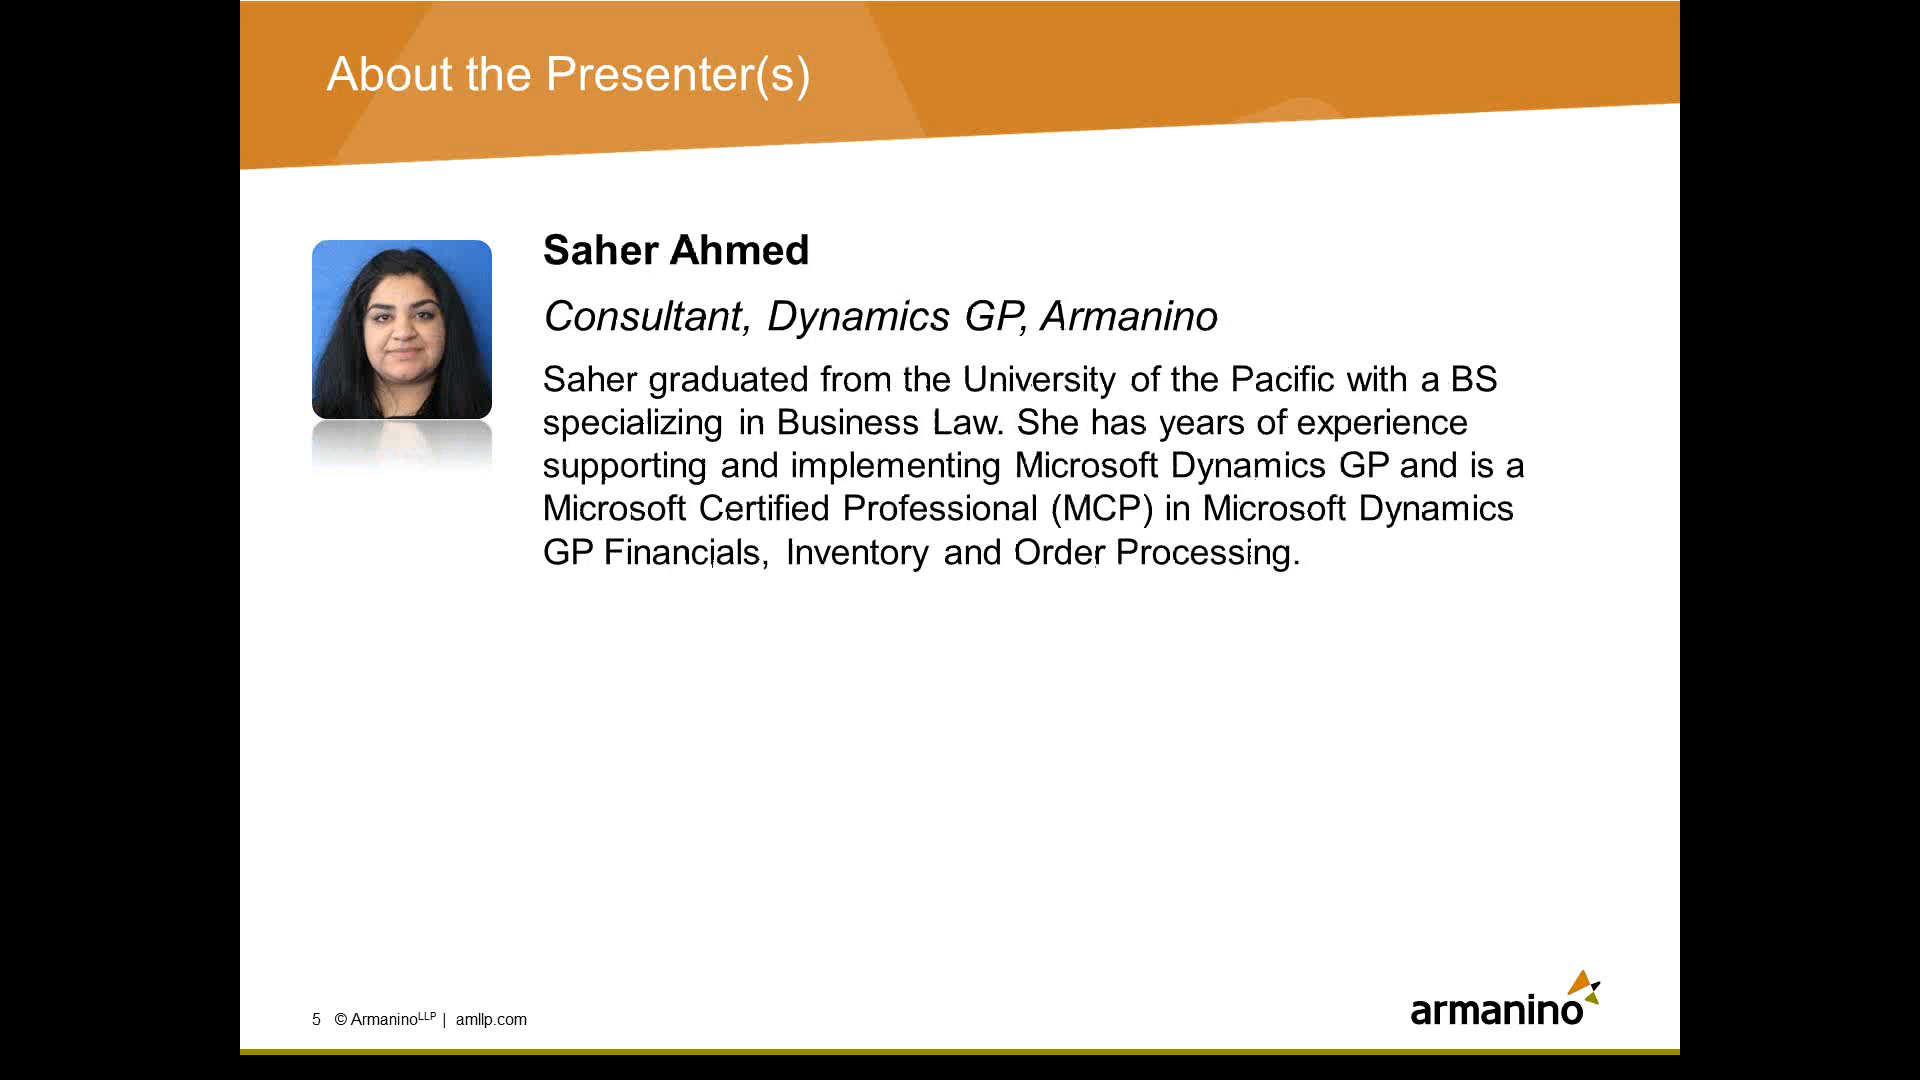 About the Presenter(s)
Saher Ahmed
Consultant, Dynamics GP, Armanino
Saher graduated from the University of the Pacific with a BS
specializing in Business Law. She has years of experience
supporting and implementing Microsoft Dynamics GP and is a
Microsoft Certified Professional (MCP) in Microsoft Dynamics
GP Financials, Inventory and Order Processing.
5 © ArmaninoLLP | amllp.com
armanino